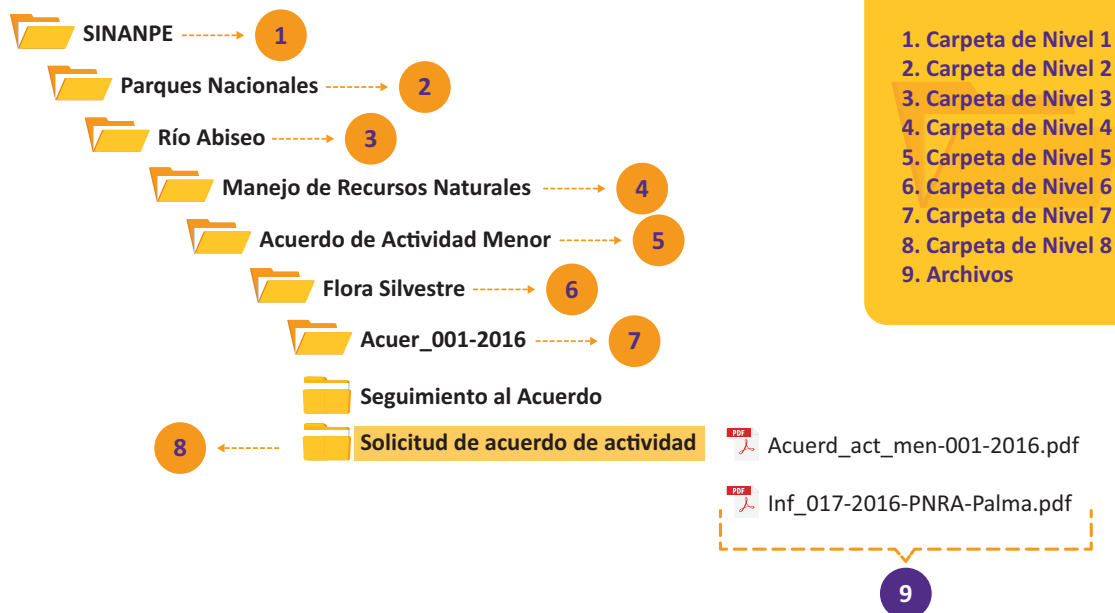 SINANPE
1
Parques Nacionales
2
Río Abiseo
3
Manejo de Recursos Naturales
4
Acuerdo de Actividad Menor
5
Flora Silvestre
6
Acuer_001-2016
7
Seguimiento al Acuerdo
8
Solicitud de acuerdo de actividad
PDF
Acuerd_act_men-001-2016.pdf
PDF
Inf_017-2016-PNRA-Palma.pdf
9
1. Carpeta de Nivel 1
2. Carpeta de Nivel 2
3. Carpeta de Nivel 3
4. Carpeta de Nivel 4
5. Carpeta de Nivel 5
6. Carpeta de Nivel 6
7. Carpeta de Nivel 7
8. Carpeta de Nivel 8
9. Archivos